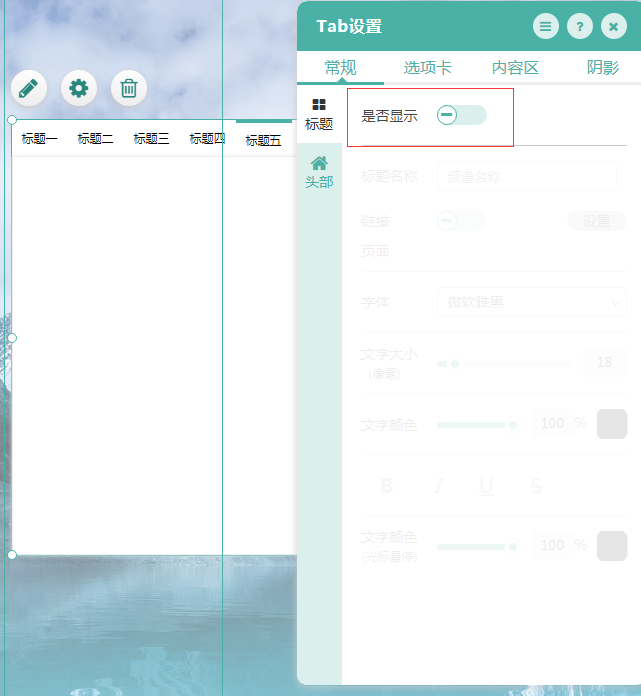 Tab设置
常规 选项卡 内容区 阴影
标题
头部
是否显示
标题名称 频道名称
链接 设置
页面
字体 微软雅黑
文字大小 18
(像素)
文字颜色 100 %
B I U S
文字颜色 100 %
(光标悬停)
标题一 标题二 标题三 标题四 标题五